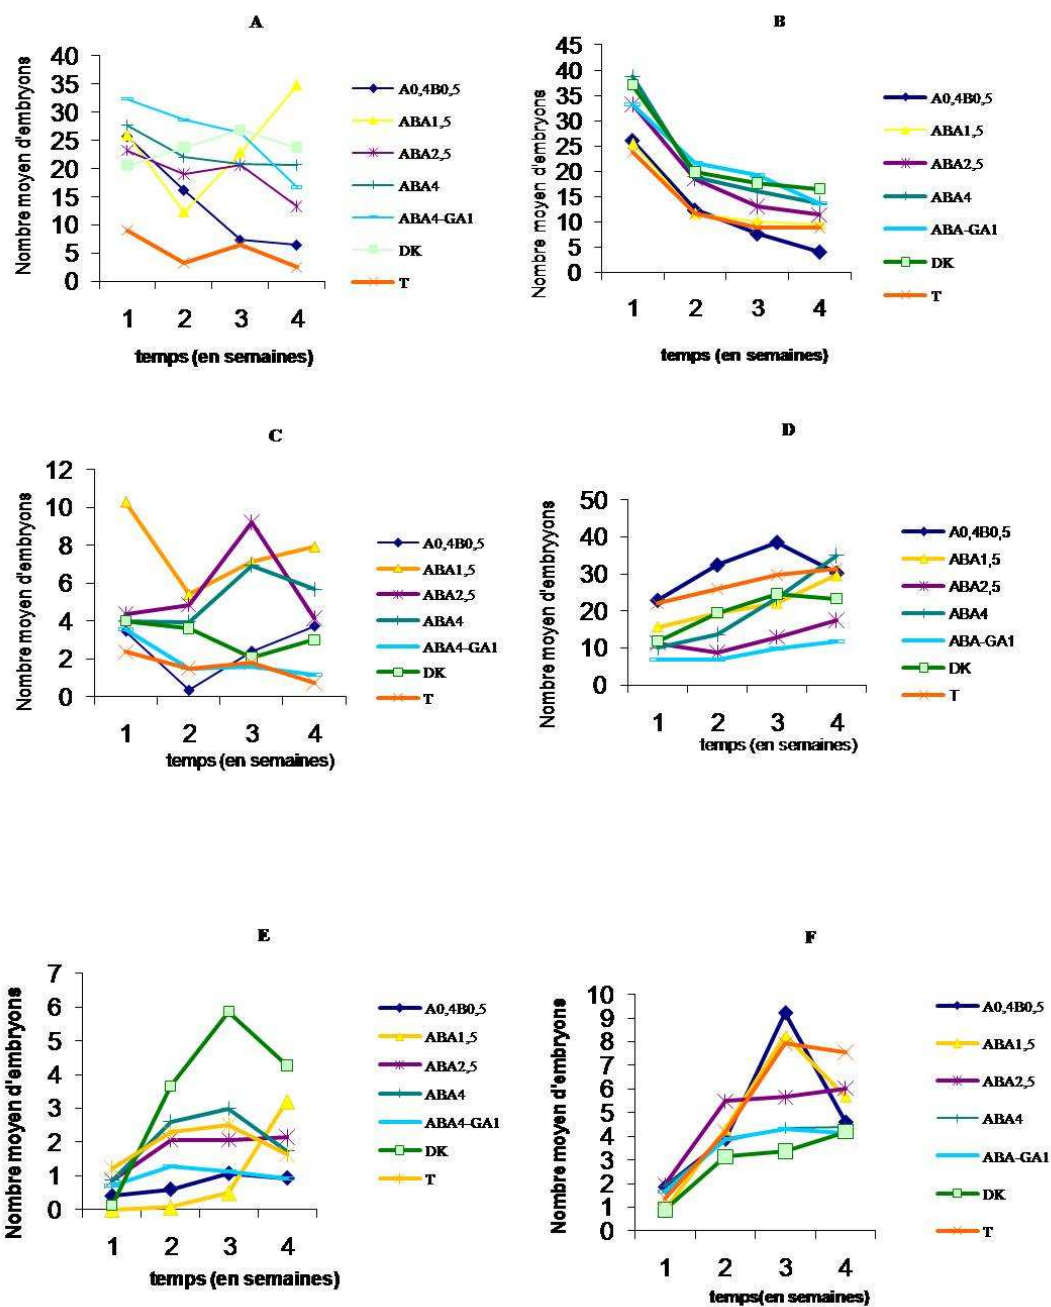 A
Nombre moyen d'embryons
40
35
30
25
20
15
10
5
0
1 2 3 4
temps (en semaines)
A0,4B0,5
ABA1,5
ABA2,5
ABA4
ABA4-GA1
DK
T
B
Nombre moyen d'embryons
45
40
35
30
25
20
15
10
5
0
1 2 3 4
temps (en semaines)
A0,4B0,5
ABA1,5
ABA2,5
ABA4
ABA-GA1
DK
T
C
Nombre moyen d'embryons
12
10
8
6
4
2
0
1 2 3 4
temps (en semaines)
A0,4B0,5
ABA1,5
ABA2,5
ABA4
ABA4-GA1
DK
T
D
Nombre moyen d'embryyons
50
40
30
20
10
0
1 2 3 4
temps (en semaines)
A0,4B0,5
ABA1,5
ABA2,5
ABA4
ABA-GA1
DK
T
E
Nombre moyen d'embryons
7
6
5
4
3
2
1
0
1 2 3 4
temps (en semaines)
A0,4B0,5
ABA1,5
ABA2,5
ABA4
ABA4-GA1
DK
T
F
Nombre moyen d'embryons
10
9
8
7
6
5
4
3
2
1
0
1 2 3 4
temps(en semaines)
A0,4B0,5
ABA1,5
ABA2,5
ABA4
ABA-GA1
DK
T